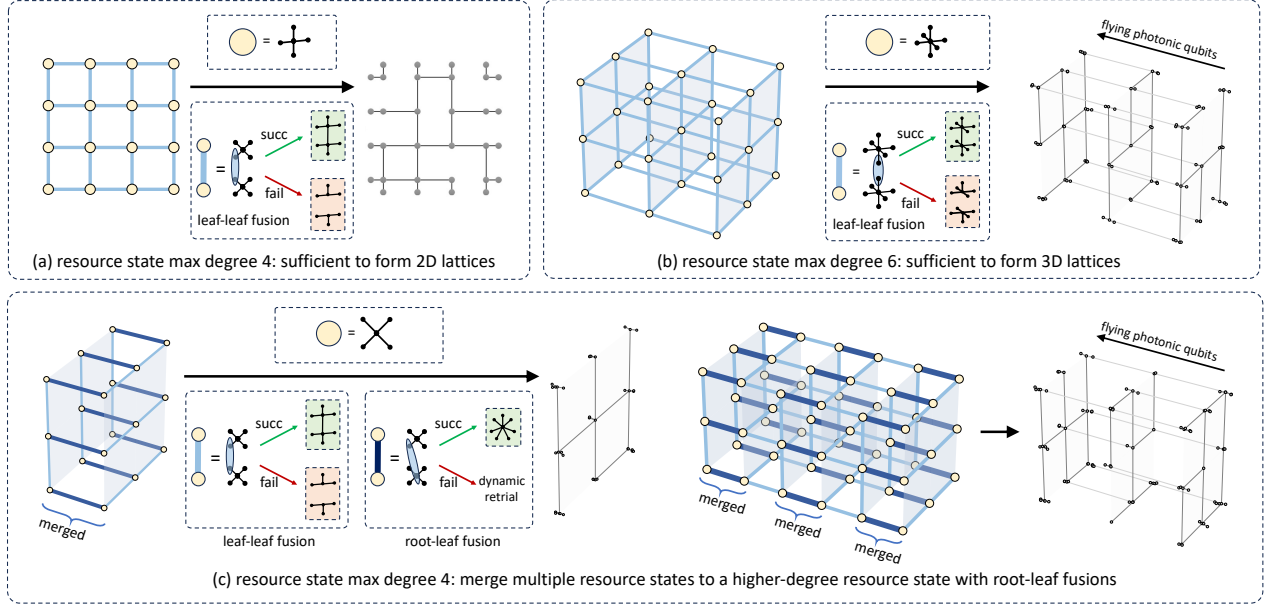 =
succ
=
fail
leaf-leaf fusion
(a) resource state max degree 4: sufficient to form 2D lattices
=
flying photonic qubits
succ
=
fail
leaf-leaf fusion
(b) resource state max degree 6: sufficient to form 3D lattices
=
succ
=
fail
leaf-leaf fusion
succ
=
fail
dynamic
retrial
root-leaf fusion
merged
merged
merged
merged
flying photonic qubits
(c) resource state max degree 4: merge multiple resource states to a higher-degree resource state with root-leaf fusions